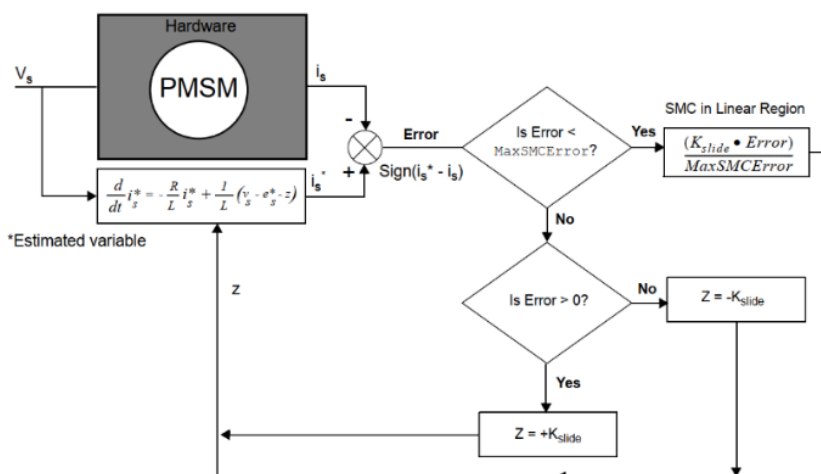 Hardware
Vs
PMSM
is
-
Error
+
Sign(is* - is)
is*
d/dt is* = -R/L is* + 1/L (vs - es* - z)
*Estimated variable
z
Is Error <
MaxSMCError?
Yes
SMC in Linear Region
(Kslide • Error)
MaxSMCError
No
Is Error > 0?
No
Z = -Kslide
Yes
Z = +Kslide